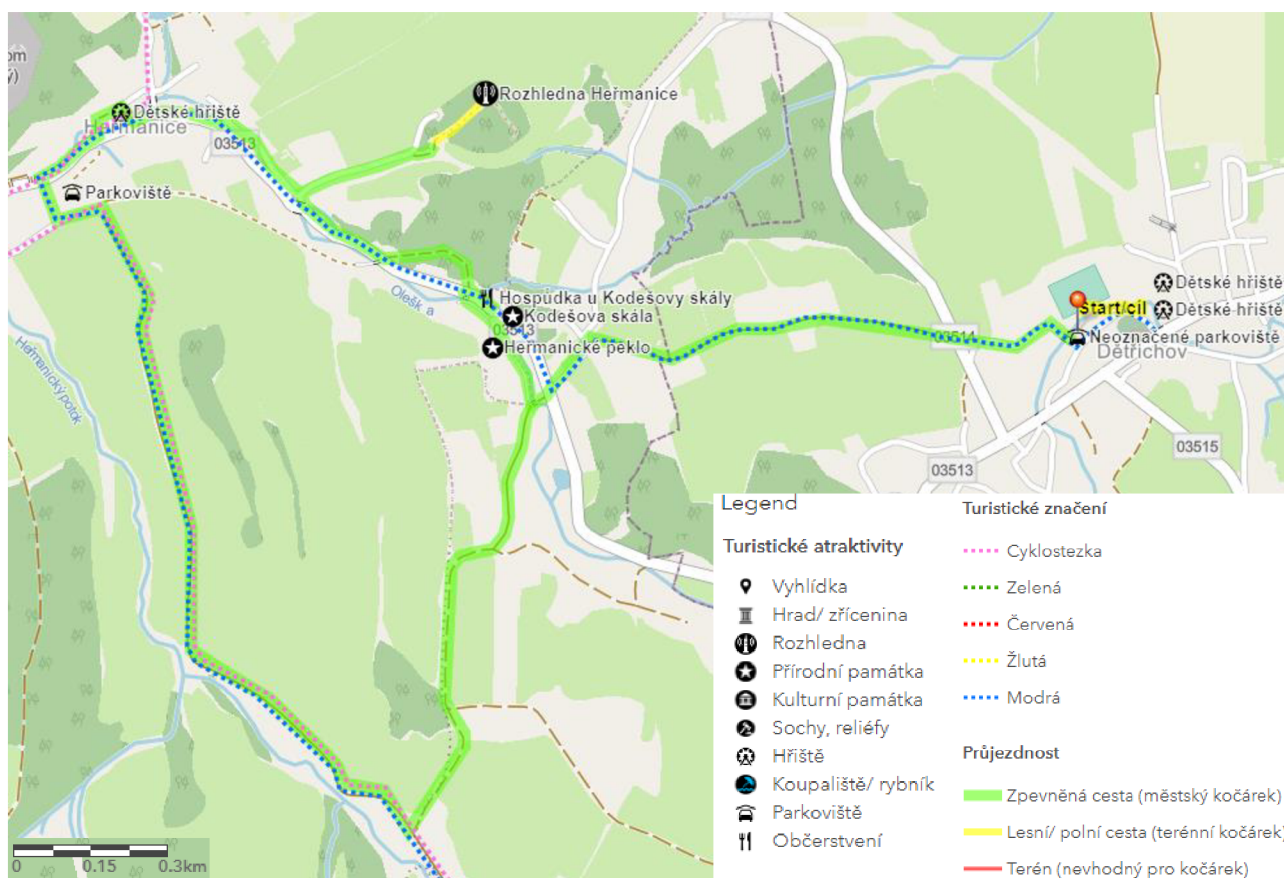 Rozhledna Heřmanice
Dětské hřiště
Heřmanice
03513
Parkoviště
Hospůdka u Kodešovy skály
Oleška
Kodešova skála
03513
Heřmanické peklo
Heřmanický potok
Dětské hřiště
Start/cíl
Dětské hřiště
Neoznačené parkoviště
03514
Dětřichov
03513
03515
Legend
Turistické atraktivity
Vyhlídka
Hrad/ zřícenina
Rozhledna
Přírodní památka
Kulturní památka
Sochy, reliéfy
Hřiště
Koupaliště/ rybník
Parkoviště
Občerstvení
Turistické značení
Cyklostezka
Zelená
Červená
Žlutá
Modrá
Průjezdnost
Zpevněná cesta (městský kočárek)
Lesní/ polní cesta (terénní kočárek)
Terén (nevhodný pro kočárek)
0 0.15 0.3km